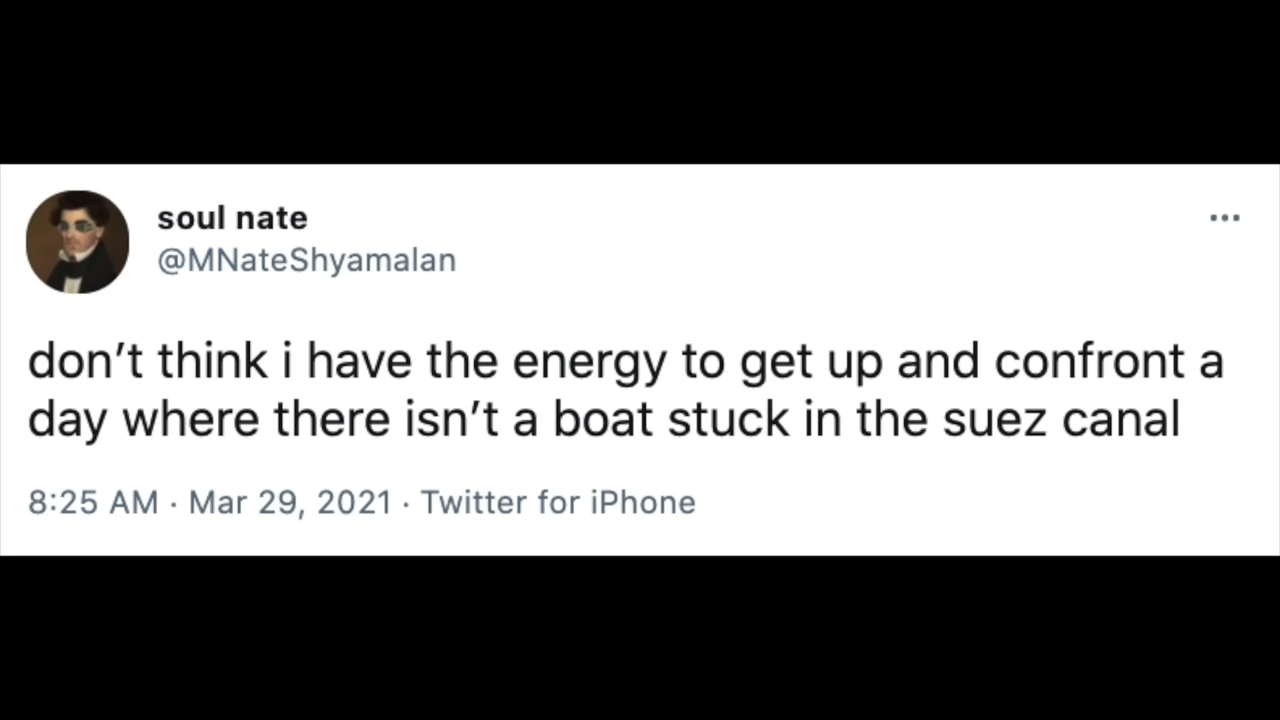 soul nate
@MNateShyamalan
don’t think i have the energy to get up and confront a
day where there isn’t a boat stuck in the suez canal
8:25 AM · Mar 29, 2021 · Twitter for iPhone